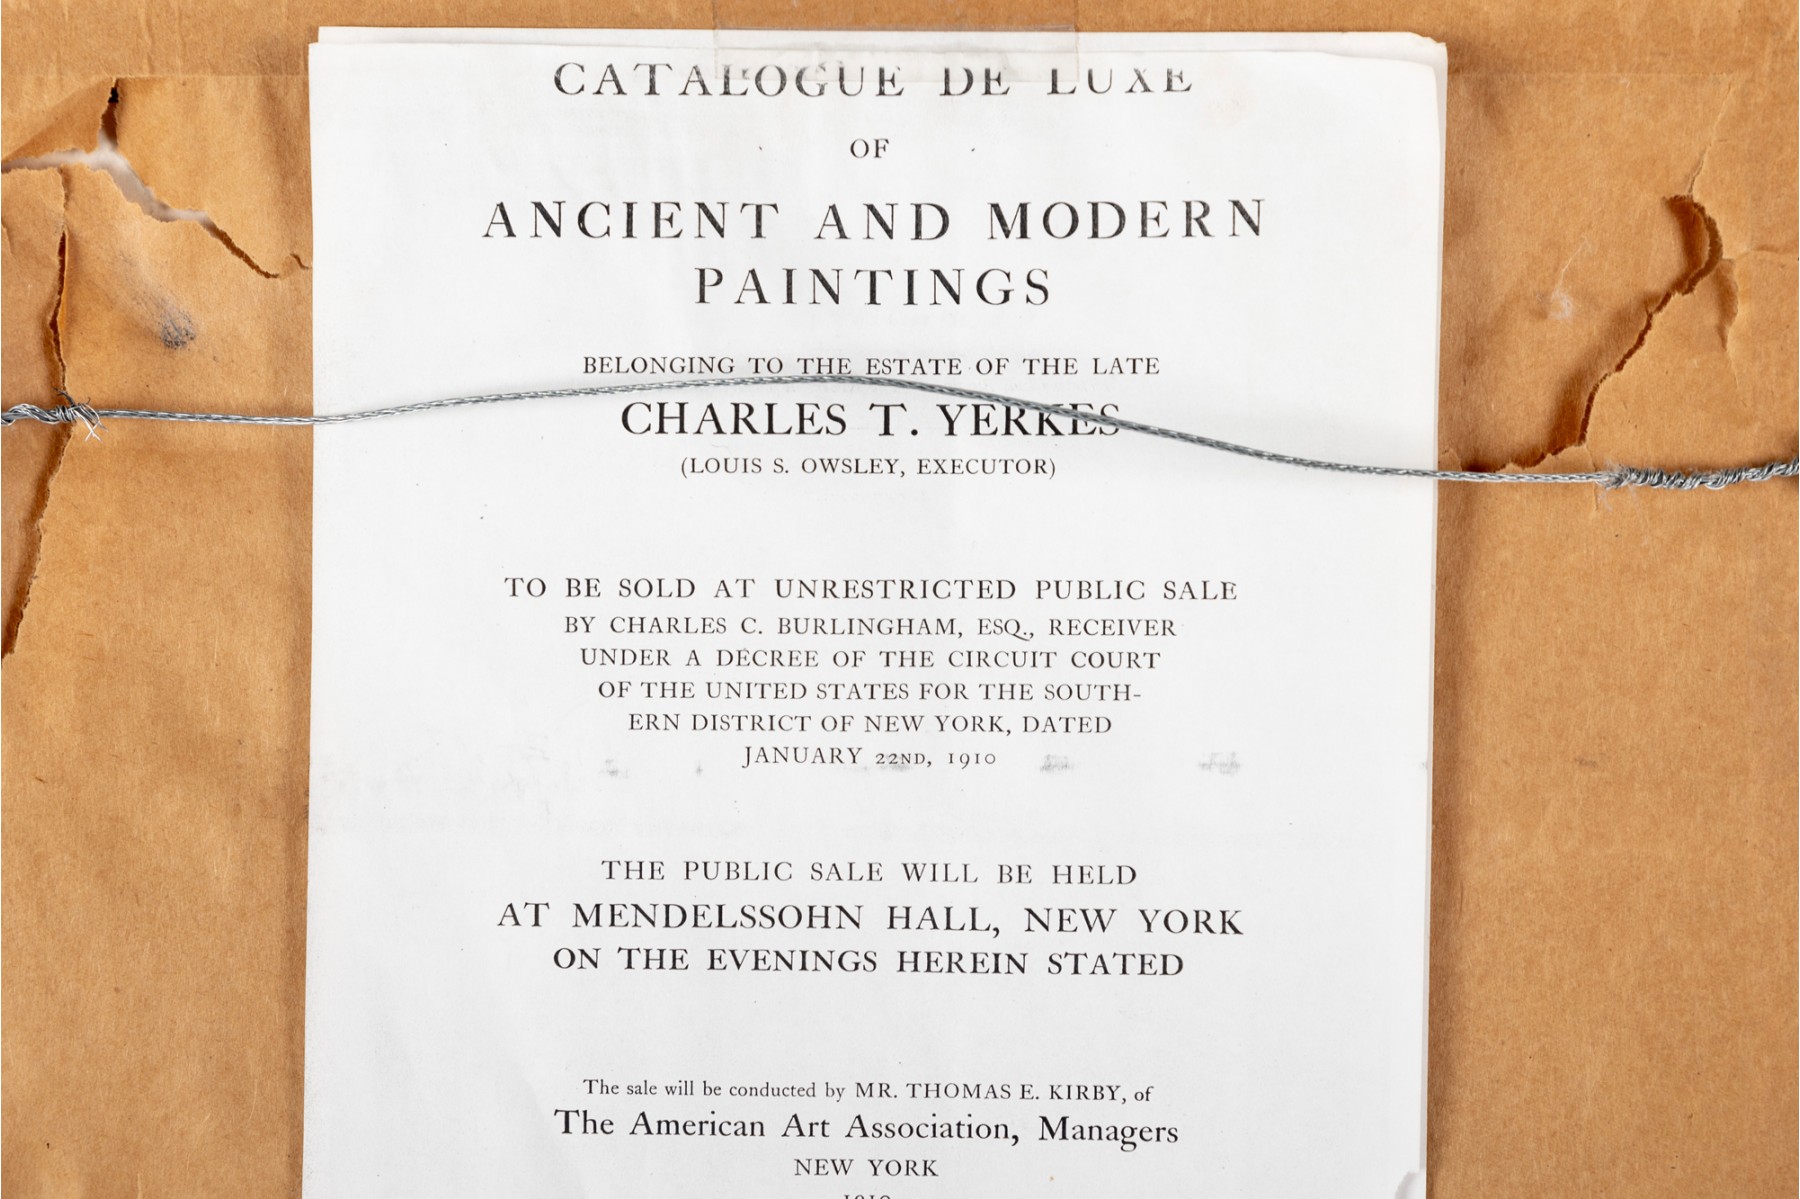 CATALOGUE DE LUXE
OF
ANCIENT AND MODERN
PAINTINGS
BELONGING TO THE ESTATE OF THE LATE
CHARLES T. YERKES
(LOUIS S. OWSLEY, EXECUTOR)
TO BE SOLD AT UNRESTRICTED PUBLIC SALE
BY CHARLES C. BURLINGHAM, ESQ., RECEIVER
UNDER A DECREE OF THE CIRCUIT COURT
OF THE UNITED STATES FOR THE SOUTH-
ERN DISTRICT OF NEW YORK, DATED
JANUARY 22ND, 1910
THE PUBLIC SALE WILL BE HELD
AT MENDELSSOHN HALL, NEW YORK
ON THE EVENINGS HEREIN STATED
The sale will be conducted by MR. THOMAS E. KIRBY, of
The American Art Association, Managers
NEW YORK
1910